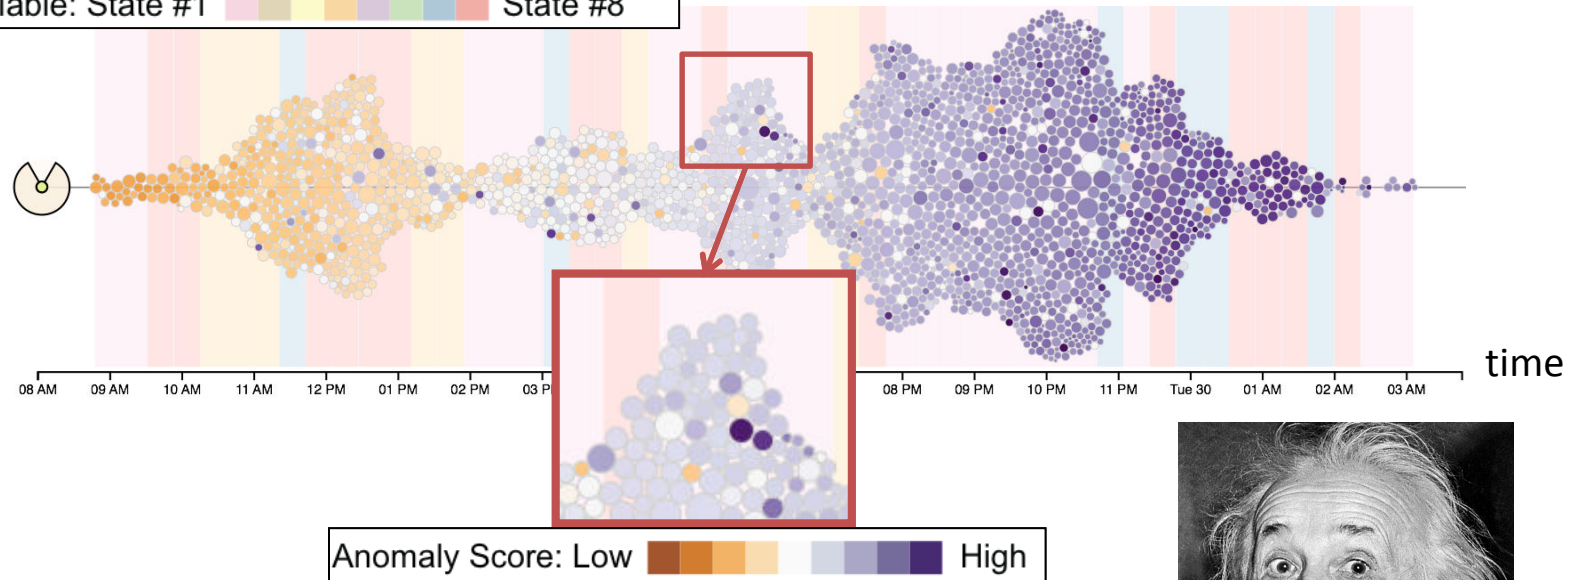 State #1 State #8
time
08 AM 09 AM 10 AM 11 AM 12 PM 01 PM 02 PM 08 PM 09 PM 10 PM 11 PM Tue 30 01 AM 02 AM 03 AM
Anomaly Score: Low High